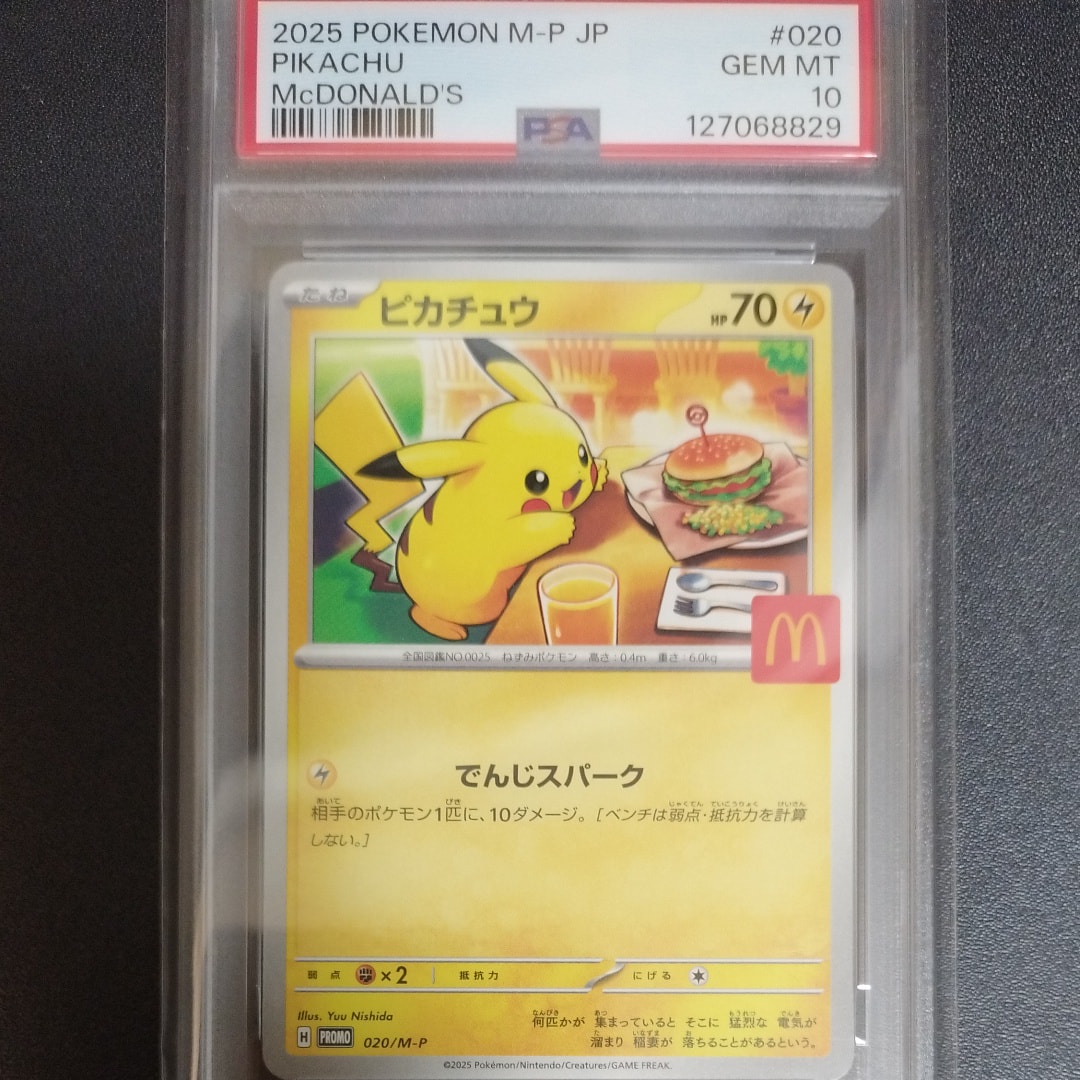 2025 POKEMON M-P JP #020
PIKACHU GEM MT
McDONALD'S 10
PSA 127068829
たね ピカチュウ HP70
全国図鑑NO.0025 ねずみポケモン 高さ:0.4m 重さ:6.0kg
でんじスパーク
相手のポケモン1匹に、10ダメージ。[ベンチは弱点・抵抗力を計算
しない。]
弱点 ×2 抵抗力 にげる
Illus. Yuu Nishida
H PROMO 020/M-P
何匹かが 集まっていると そこに 猛烈な 電気が
溜まり 稲妻が 落ちることがあるという。
©2025 Pokémon/Nintendo/Creatures/GAME FREAK.